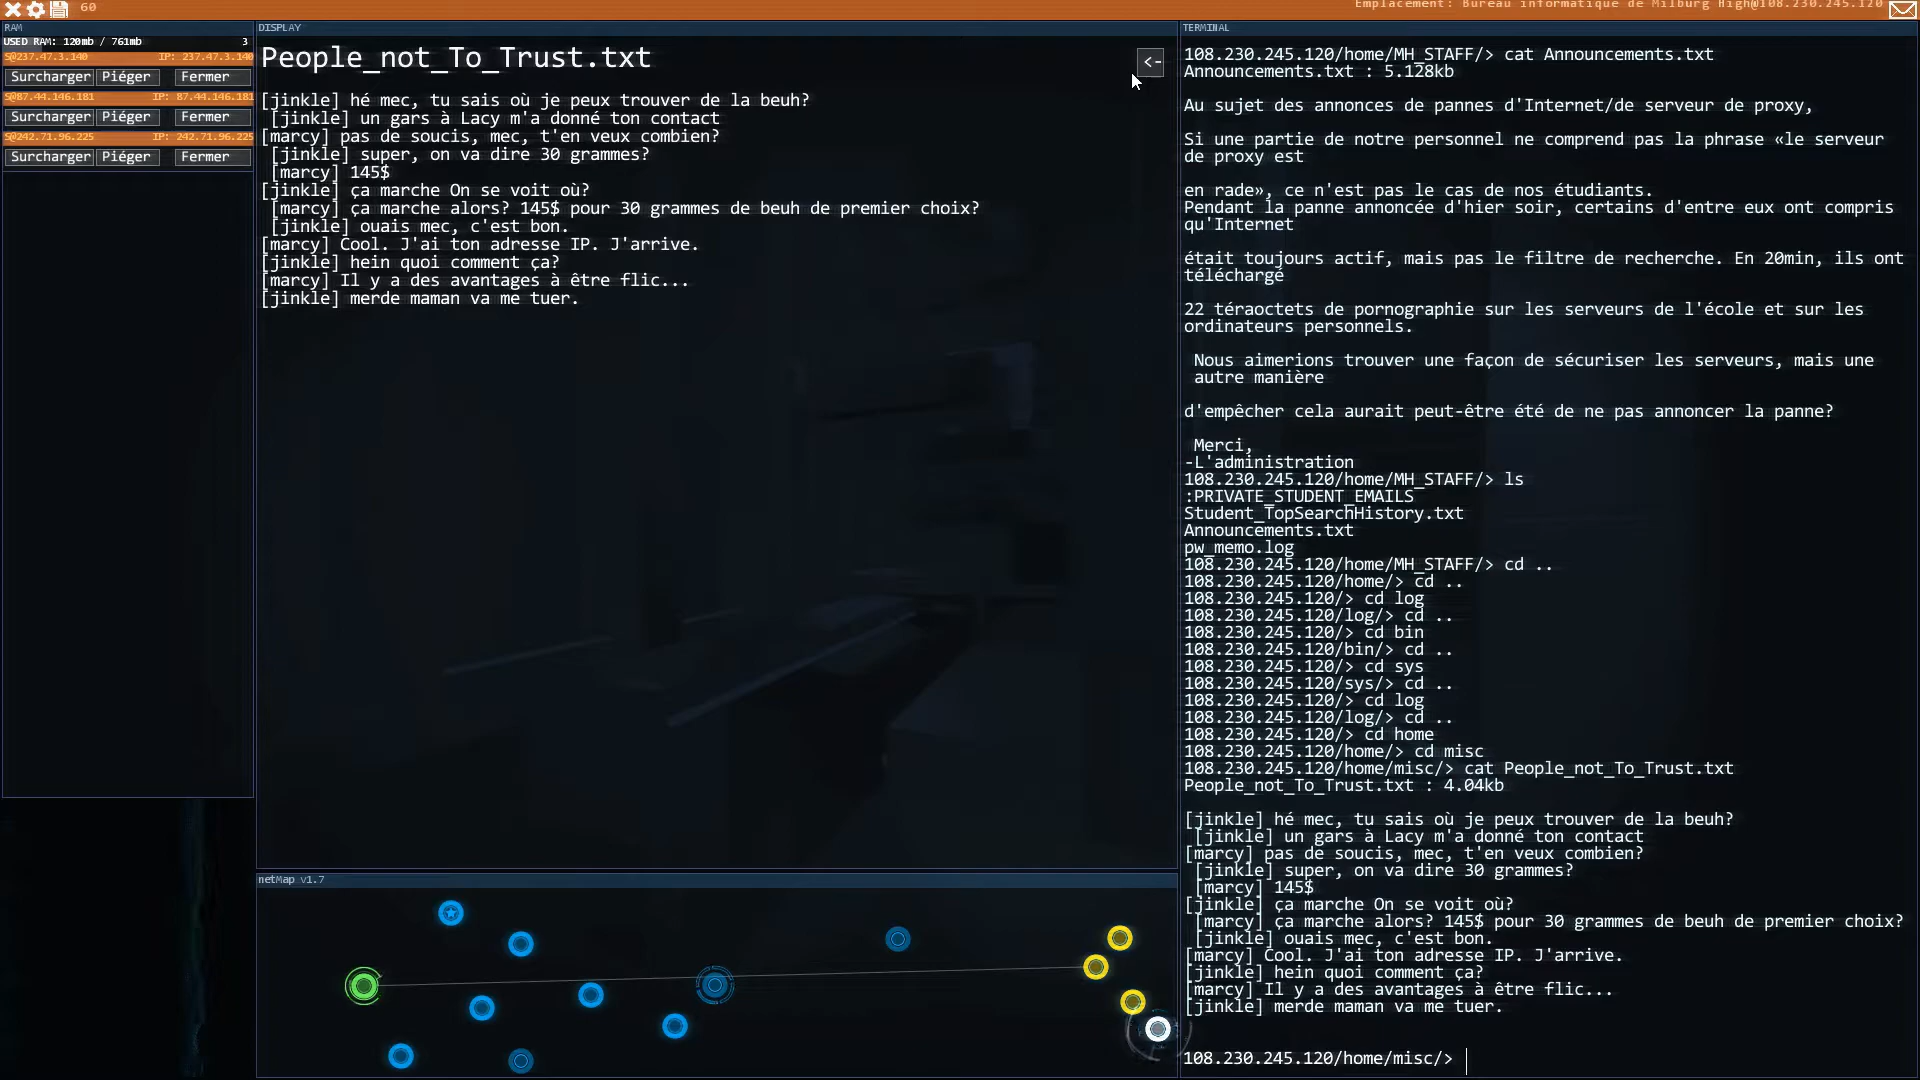 60
Emplacement: Bureau informatique de Milburg High@108.230.245.120
RAM
USED RAM: 120mb / 761mb 3
S@237.47.3.140 IP: 237.47.3.140
Surcharger Piéger Fermer
S@87.44.146.181 IP: 87.44.146.181
Surcharger Piéger Fermer
S@242.71.96.225 IP: 242.71.96.225
Surcharger Piéger Fermer
DISPLAY
People_not_To_Trust.txt
<-
[jinkle] hé mec, tu sais où je peux trouver de la beuh?
[jinkle] un gars à Lacy m'a donné ton contact
[marcy] pas de soucis, mec, t'en veux combien?
[jinkle] super, on va dire 30 grammes?
[marcy] 145$
[jinkle] ça marche On se voit où?
[marcy] ça marche alors? 145$ pour 30 grammes de beuh de premier choix?
[jinkle] ouais mec, c'est bon.
[marcy] Cool. J'ai ton adresse IP. J'arrive.
[jinkle] hein quoi comment ça?
[marcy] Il y a des avantages à être flic...
[jinkle] merde maman va me tuer.
netMap v1.7
TERMINAL
108.230.245.120/home/MH_STAFF/> cat Announcements.txt
Announcements.txt : 5.128kb
Au sujet des annonces de pannes d'Internet/de serveur de proxy,
Si une partie de notre personnel ne comprend pas la phrase «le serveur
de proxy est
en rade», ce n'est pas le cas de nos étudiants.
Pendant la panne annoncée d'hier soir, certains d'entre eux ont compris
qu'Internet
était toujours actif, mais pas le filtre de recherche. En 20min, ils ont
téléchargé
22 téraoctets de pornographie sur les serveurs de l'école et sur les
ordinateurs personnels.
Nous aimerions trouver une façon de sécuriser les serveurs, mais une
autre manière
d'empêcher cela aurait peut-être été de ne pas annoncer la panne?
Merci,
-L'administration
108.230.245.120/home/MH_STAFF/> ls
:PRIVATE_STUDENT_EMAILS
Student_TopSearchHistory.txt
Announcements.txt
pw_memo.log
108.230.245.120/home/MH_STAFF/> cd ..
108.230.245.120/home/> cd ..
108.230.245.120/> cd log
108.230.245.120/log/> cd ..
108.230.245.120/> cd bin
108.230.245.120/bin/> cd ..
108.230.245.120/> cd sys
108.230.245.120/sys/> cd ..
108.230.245.120/> cd log
108.230.245.120/log/> cd ..
108.230.245.120/> cd home
108.230.245.120/home/> cd misc
108.230.245.120/home/misc/> cat People_not_To_Trust.txt
People_not_To_Trust.txt : 4.04kb
[jinkle] hé mec, tu sais où je peux trouver de la beuh?
[jinkle] un gars à Lacy m'a donné ton contact
[marcy] pas de soucis, mec, t'en veux combien?
[jinkle] super, on va dire 30 grammes?
[marcy] 145$
[jinkle] ça marche On se voit où?
[marcy] ça marche alors? 145$ pour 30 grammes de beuh de premier choix?
[jinkle] ouais mec, c'est bon.
[marcy] Cool. J'ai ton adresse IP. J'arrive.
[jinkle] hein quoi comment ça?
[marcy] Il y a des avantages à être flic...
[jinkle] merde maman va me tuer.
108.230.245.120/home/misc/>